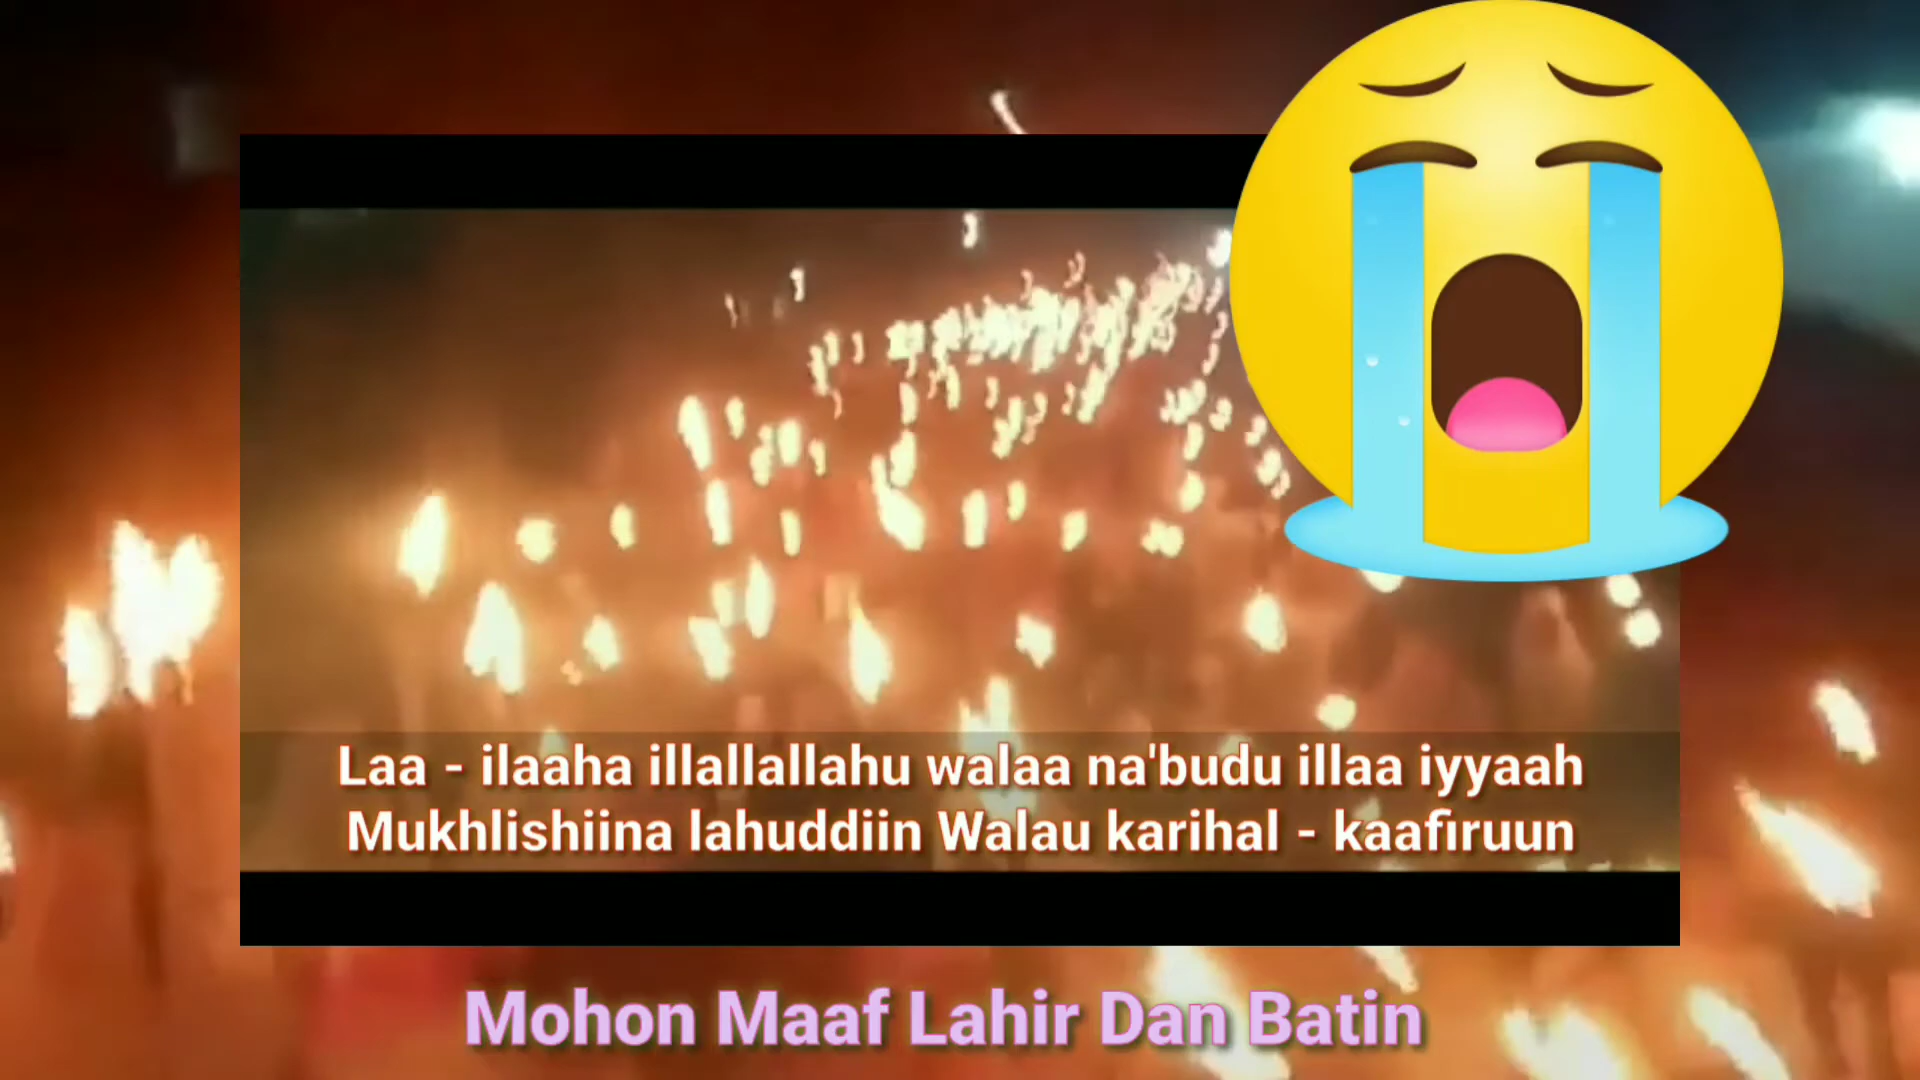 Laa - ilaaha illallallahu walaa na'budu illaa iyyaah
Mukhlishiina lahuddiin Walau karihal - kaafiruun
Mohon Maaf Lahir Dan Batin